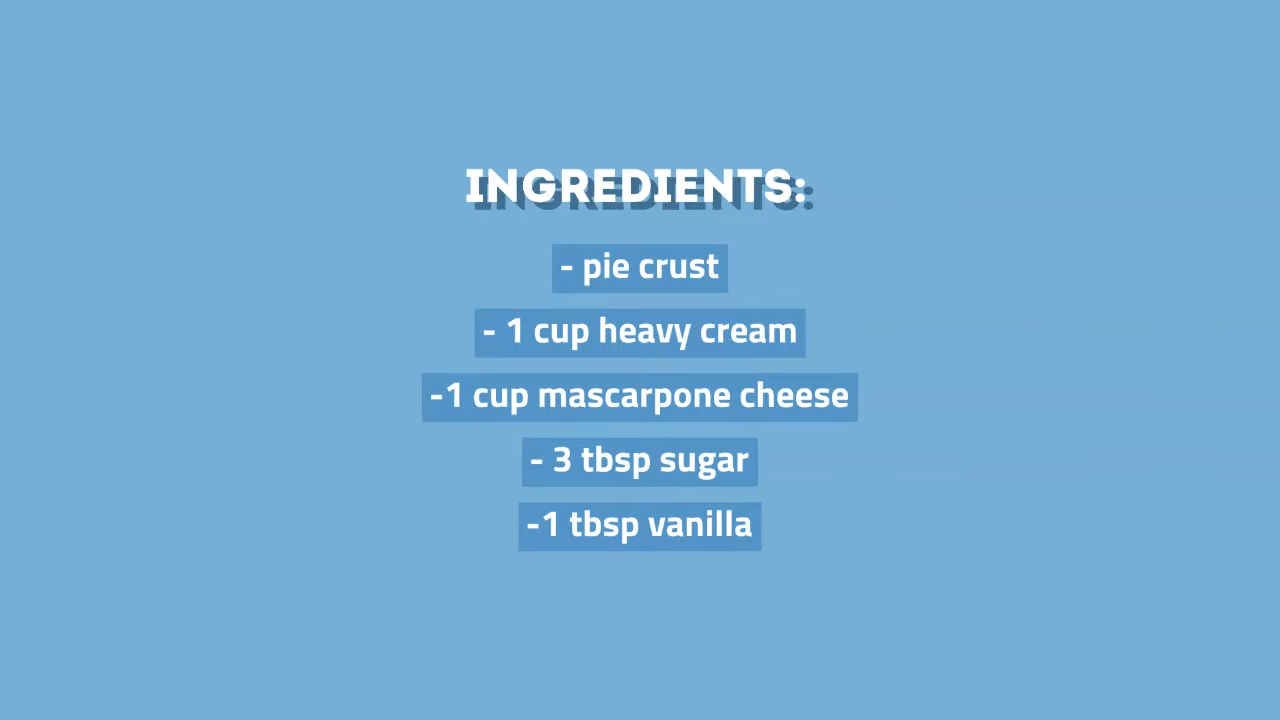 INGREDIENTS:
- pie crust
- 1 cup heavy cream
-1 cup mascarpone cheese
- 3 tbsp sugar
-1 tbsp vanilla